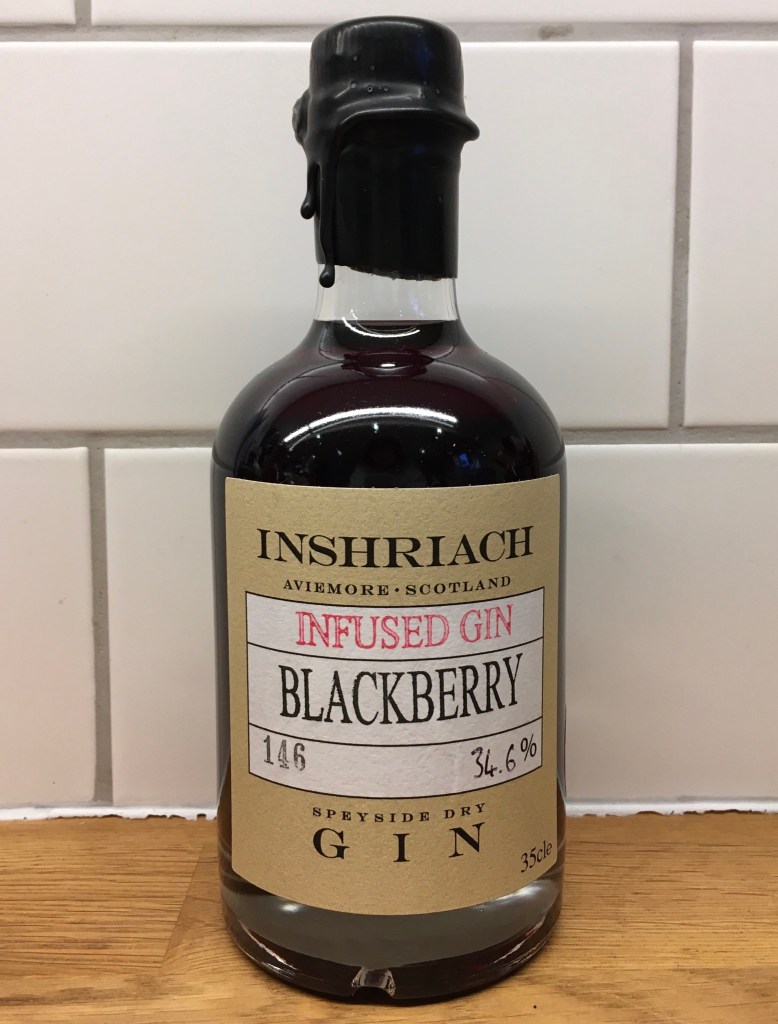 INSHRIACH
AVIEMORE • SCOTLAND
INFUSED GIN
BLACKBERRY
146 34.6%
SPEYSIDE DRY
GIN
35cle